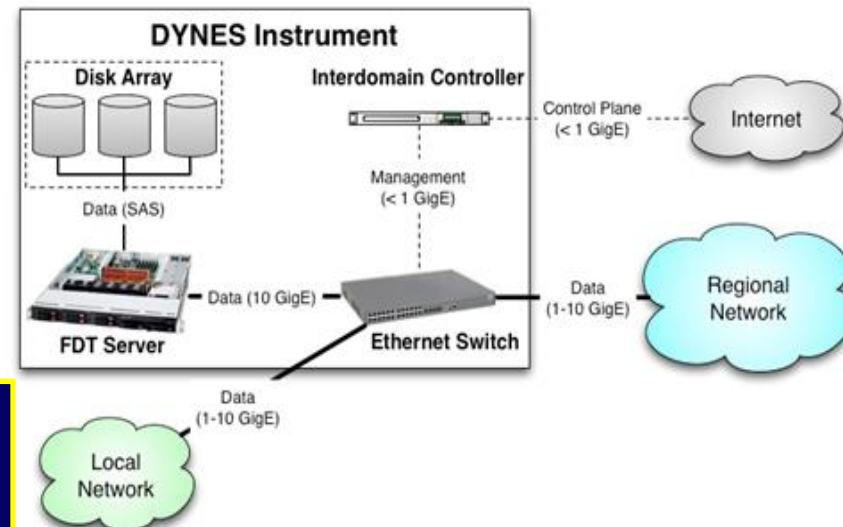 DYNES Instrument
Disk Array
Interdomain Controller
Control Plane
(< 1 GigE)
Internet
Management
(< 1 GigE)
Data (SAS)
Data (10 GigE)
Data
(1-10 GigE)
Regional
Network
FDT Server
Ethernet Switch
Data
(1-10 GigE)
Local
Network